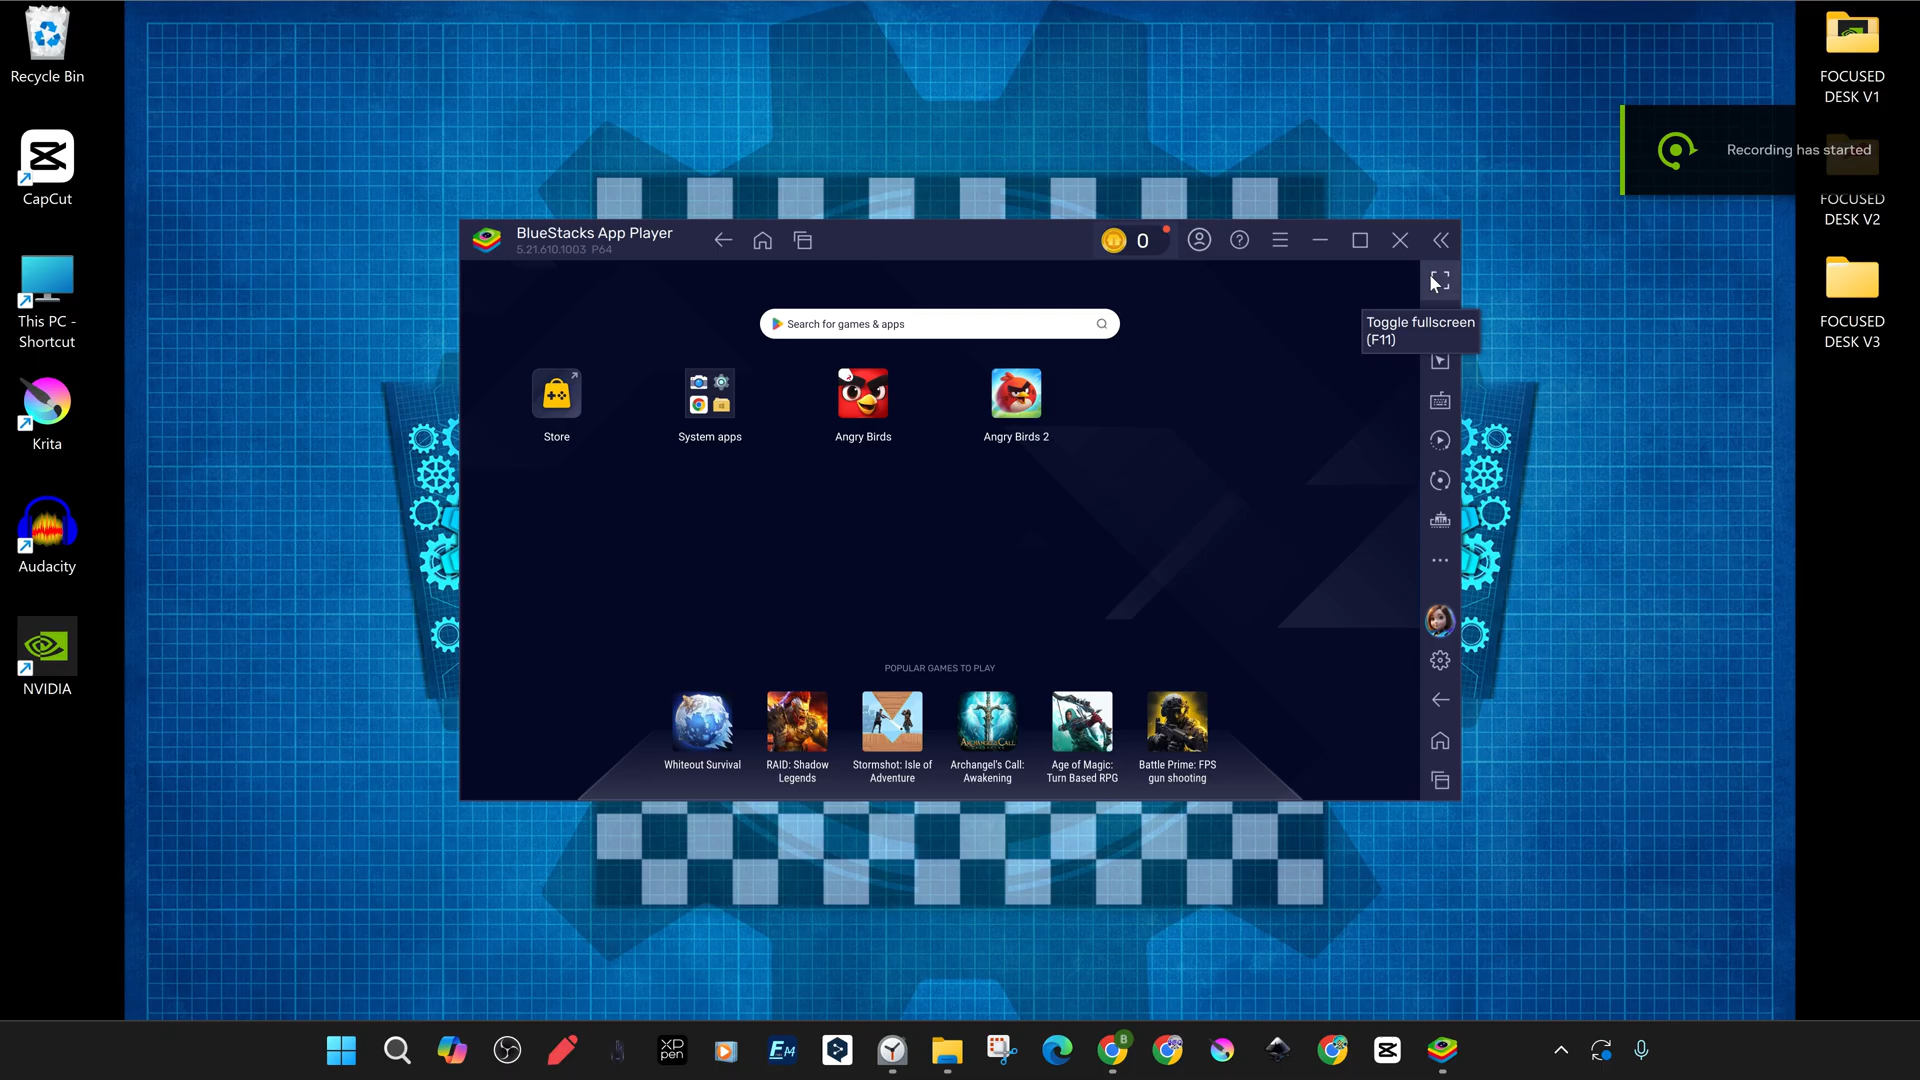 Recycle Bin
CapCut
This PC -
Shortcut
Krita
Audacity
NVIDIA
FOCUSED
DESK V1
Recording has started
FOCUSED
DESK V2
FOCUSED
DESK V3
BlueStacks App Player
5.21.610.1003 P64
0
Toggle fullscreen
(F11)
Search for games & apps
Store
System apps
Angry Birds
Angry Birds 2
POPULAR GAMES TO PLAY
Whiteout Survival
RAID: Shadow
Legends
Stormshot: Isle of
Adventure
Archangel's Call:
Awakening
Age of Magic:
Turn Based RPG
Battle Prime: FPS
gun shooting
XP
pen
FM
B